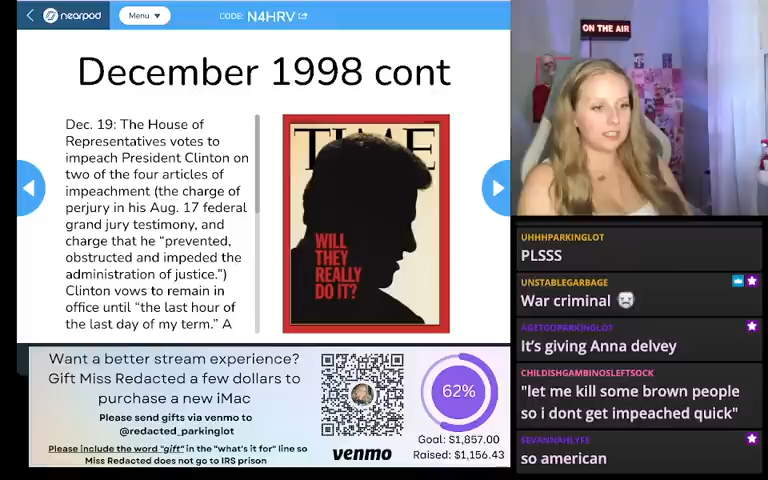 nearpod
Menu ▼
CODE: N4HRV
ON THE AIR
December 1998 cont
Dec. 19: The House of
Representatives votes to
impeach President Clinton on
two of the four articles of
impeachment (the charge of
perjury in his Aug. 17 federal
grand jury testimony, and
charge that he “prevented,
obstructed and impeded the
administration of justice.”)
Clinton vows to remain in
office until “the last hour of
the last day of my term.” A
TIME
WILL
THEY
REALLY
DO IT?
UHHHPARKINGLOT
PLSSS
UNSTABLEGARBAGE
War criminal
AGETGOPARKINGLOT
It’s giving Anna delvey
CHILDISHGAMBINOSLEFTSOCK
"let me kill some brown people
so i dont get impeached quick"
SEVANNAHLYFE
so american
Want a better stream experience?
Gift Miss Redacted a few dollars to
purchase a new iMac
Please send gifts via venmo to
@redacted_parkinglot
Please include the word "gift" in the "what's it for" line so
Miss Redacted does not go to IRS prison
venmo
62%
Goal: $1,857.00
Raised: $1,156.43